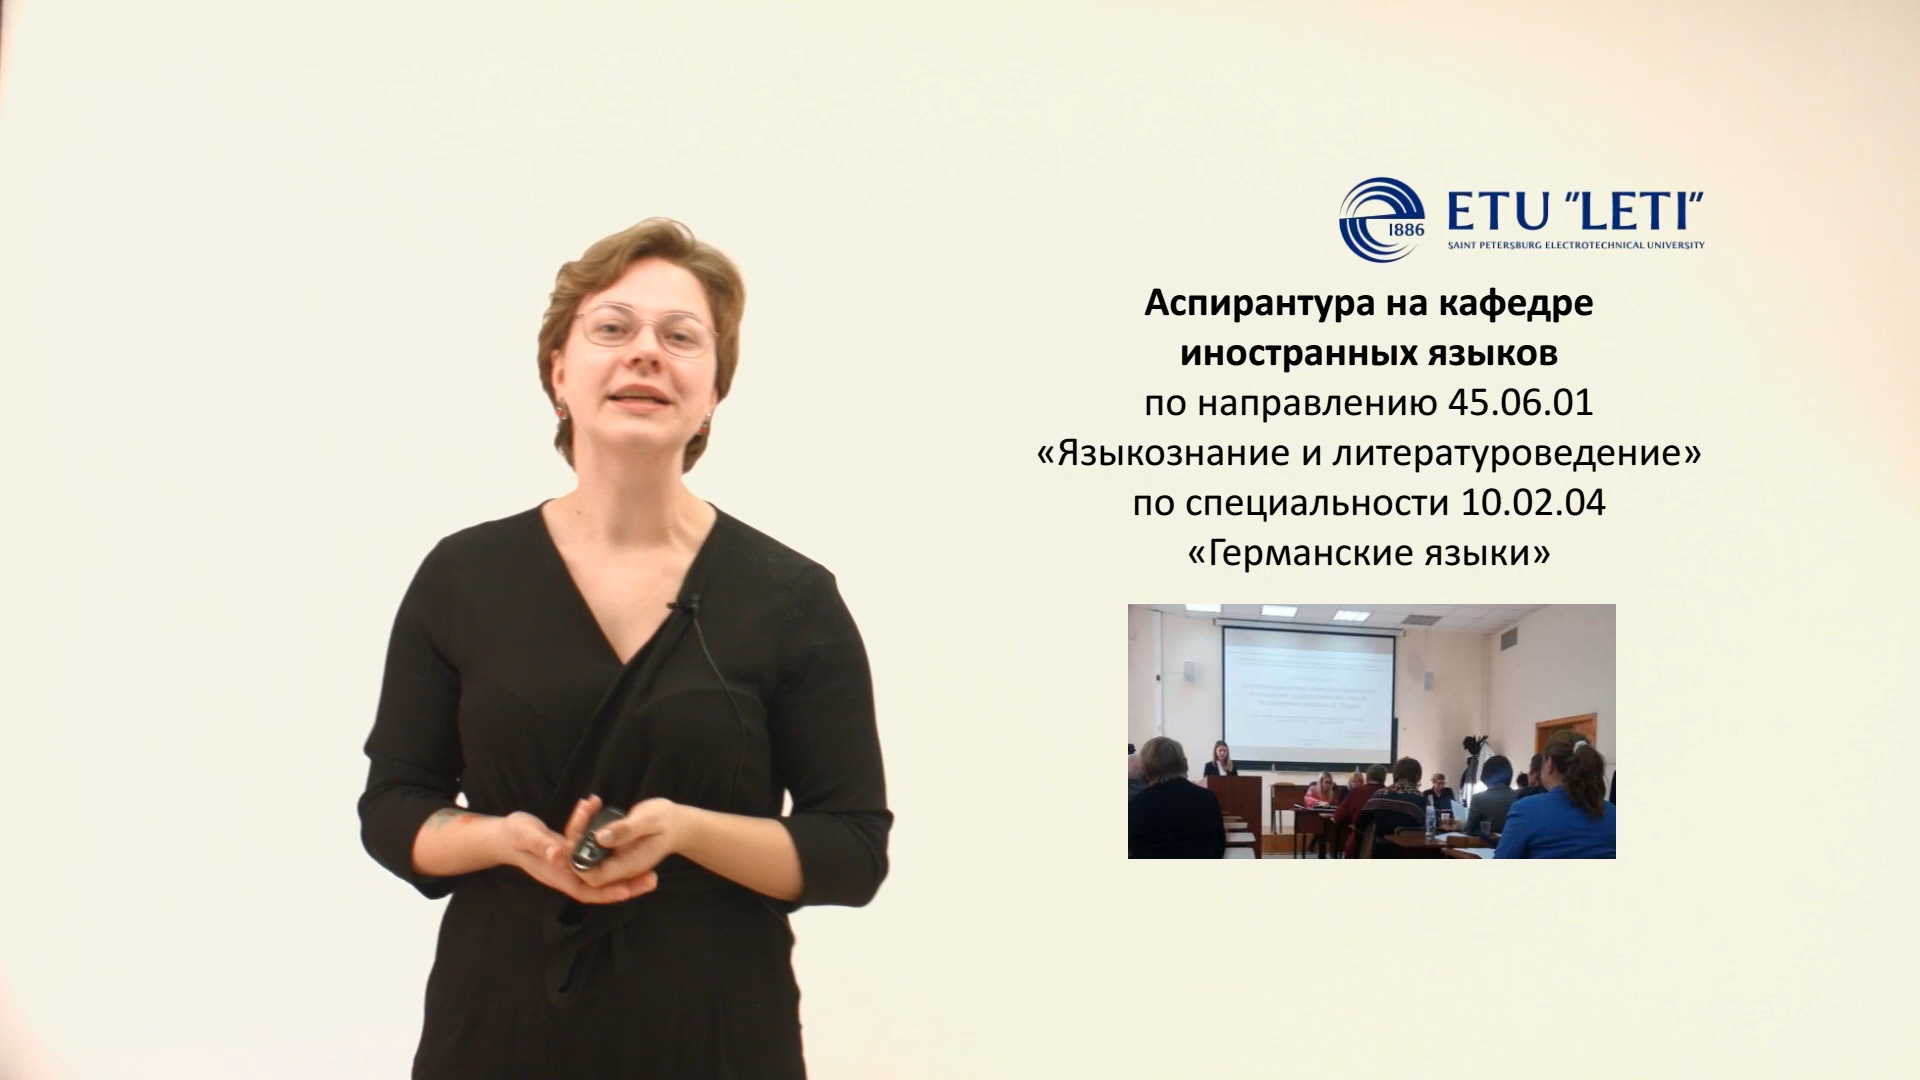 1886
ETU "LETI"
SAINT PETERSBURG ELECTROTECHNICAL UNIVERSITY
Аспирантура на кафедре
иностранных языков
по направлению 45.06.01
«Языкознание и литературоведение»
по специальности 10.02.04
«Германские языки»